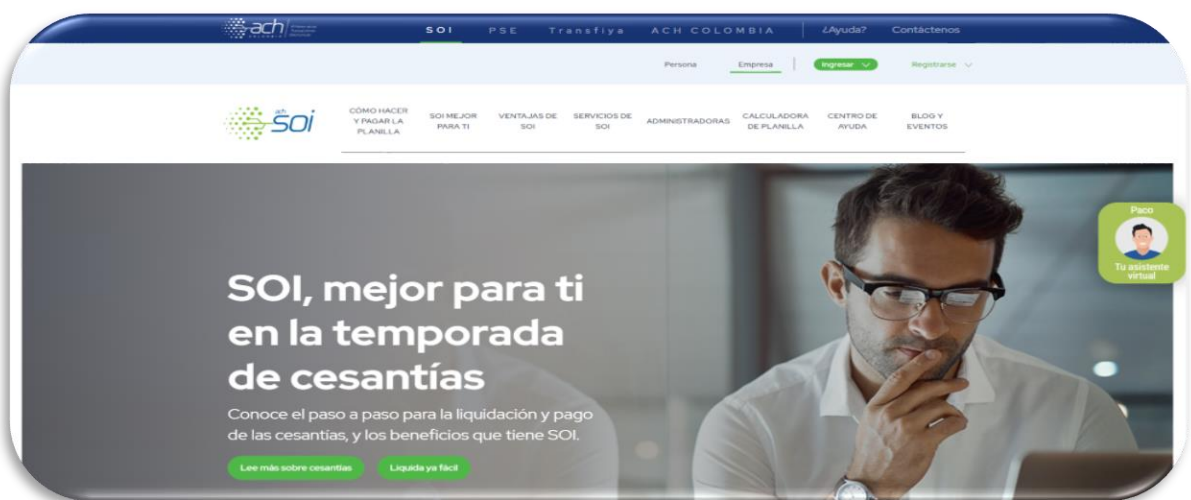 ach
COLOMBIA
SOI PSE Transfiya ACH COLOMBIA ¿Ayuda? Contáctenos
Persona Empresa Ingresar Registrarse
ach
SOI
CÓMO HACER
Y PAGAR LA
PLANILLA
SOI MEJOR
PARA TI
VENTAJAS DE
SOI
SERVICIOS DE
SOI
ADMINISTRADORAS
CALCULADORA
DE PLANILLA
CENTRO DE
AYUDA
BLOG Y
EVENTOS
Paco
Tu asistente
virtual
SOI, mejor para ti
en la temporada
de cesantías
Conoce el paso a paso para la liquidación y pago
de las cesantías, y los beneficios que tiene SOI.
Lee más sobre cesantías Liquida ya fácil